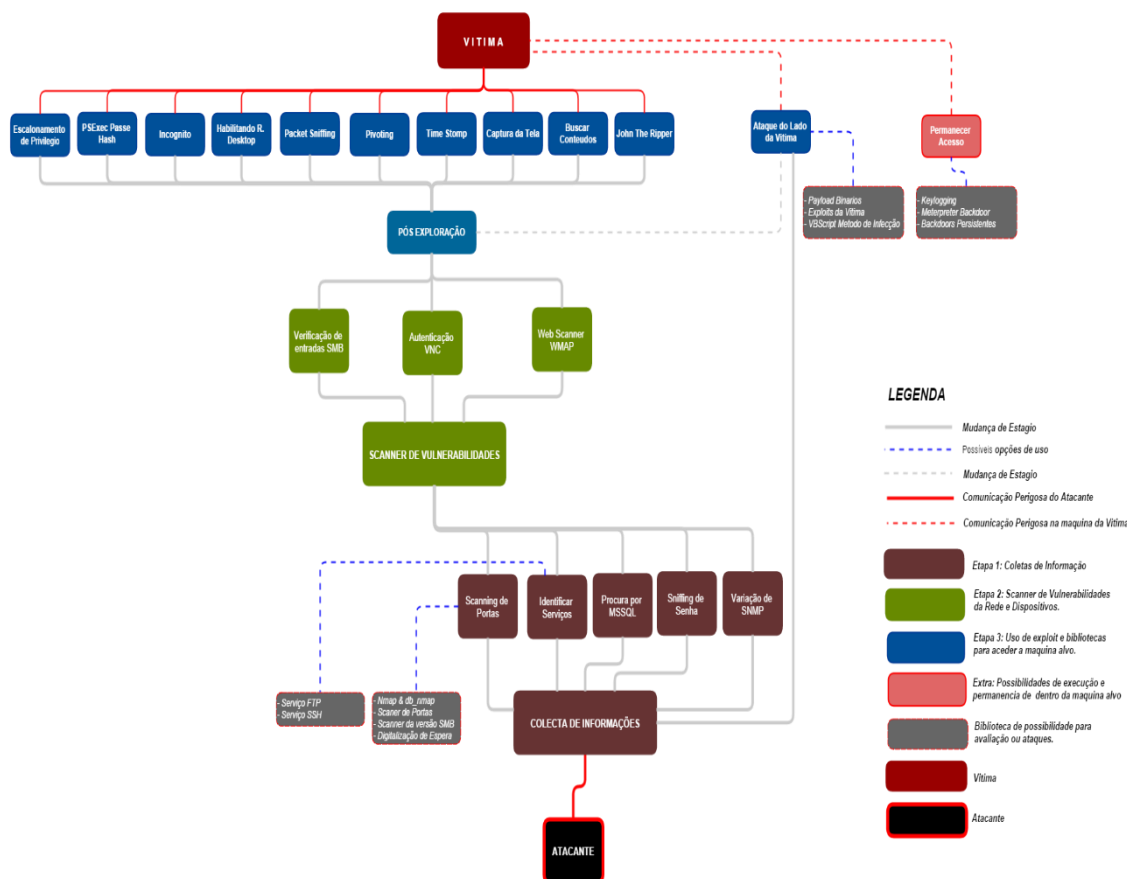 VITIMA
Escalonamento
de Privilegio
PSExec Passe
Hash
Incognito
Habilitando R.
Desktop
Packet Sniffing
Pivoting
Time Stomp
Captura da Tela
Buscar
Conteudos
John The Ripper
Ataque do Lado
da Vitima
Permanecer
Acesso
- Payload Binarios
- Exploits da Vitima
- VBScript Metodo de Infecção
- Keylogging
- Meterpreter Backdoor
- Backdoors Persistentes
PÓS EXPLORAÇÃO
Verificação de
entradas SMB
Autenticação
VNC
Web Scanner
WMAP
SCANNER DE VULNERABILIDADES
Scanning de
Portas
Identificar
Serviços
Procura por
MSSQL
Sniffing de
Senha
Variação de
SNMP
- Serviço FTP
- Serviço SSH
- Nmap & db_nmap
- Scaner de Portas
- Scanner da versão SMB
- Digitalização de Espera
COLECTA DE INFORMAÇÕES
ATACANTE
LEGENDA
Mudança de Estagio
Possíveis opções de uso
Mudança de Estagio
Comunicação Perigosa do Atacante
Comunicação Perigosa na maquina da Vitima
Etapa 1: Coletas de Informação
Etapa 2: Scanner de Vulnerabilidades
da Rede e Dispositivos.
Etapa 3: Uso de exploit e bibliotecas
para aceder a maquina alvo.
Extra: Possibilidades de execução e
permanencia de dentro da maquina alvo
Biblioteca de possibilidade para
avaliação ou ataques.
Vítima
Atacante